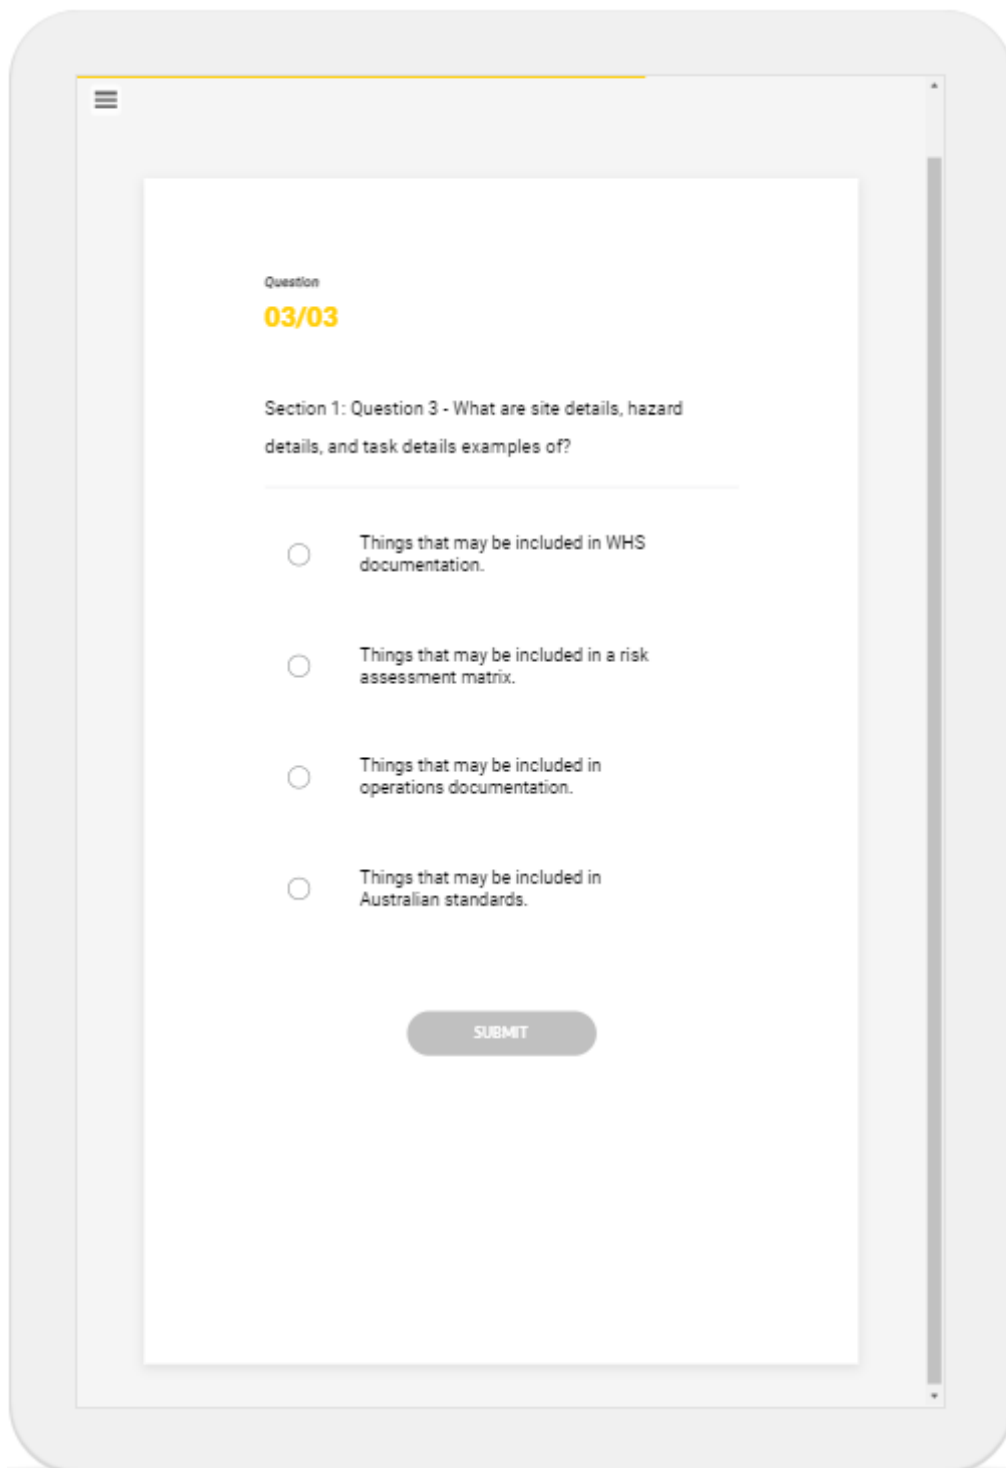 Question
03/03
Section 1: Question 3 - What are site details, hazard
details, and task details examples of?
Things that may be included in WHS
documentation.
Things that may be included in a risk
assessment matrix.
Things that may be included in
operations documentation.
Things that may be included in
Australian standards.
SUBMIT